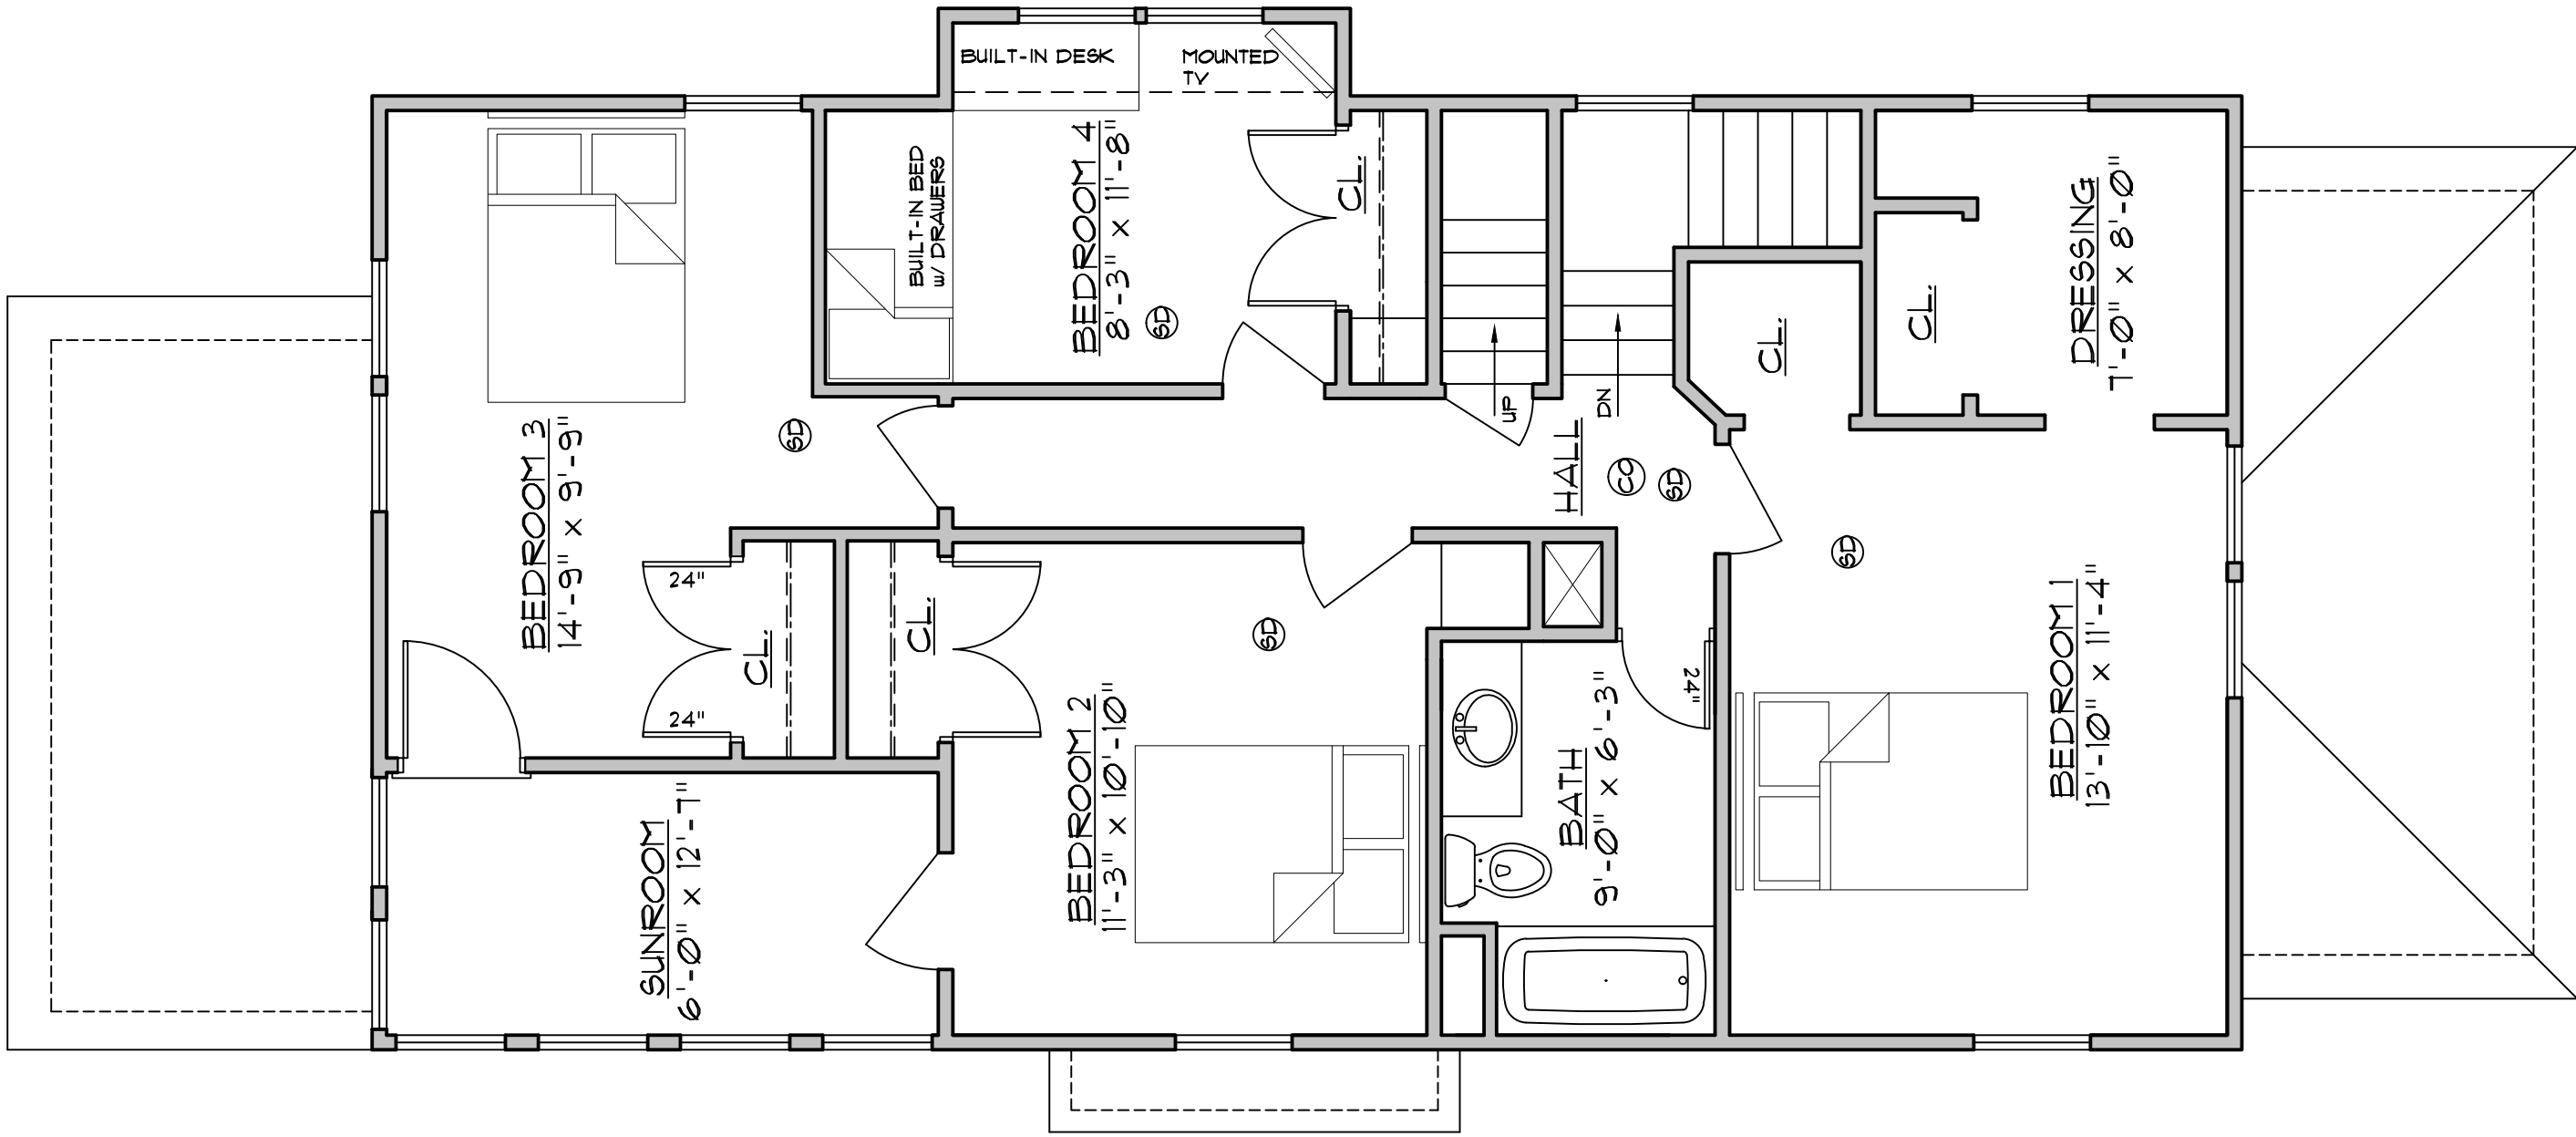 BUILT-IN DESK
MOUNTED
TV
BUILT-IN BED
w/ DRAWERS
BEDROOM 4
8'-3" x 11'-8"
SD
CL.
UP
DN
HALL
CO
SD
CL.
CL.
DRESSING
7'-0" x 8'-0"
BEDROOM 3
14'-9" x 9'-9"
SD
24"
24"
CL.
CL.
SD
BEDROOM 2
11'-3" x 10'-10"
SUNROOM
6'-0" x 12'-7"
BATH
9'-0" x 6'-3"
24"
SD
BEDROOM 1
13'-10" x 11'-4"